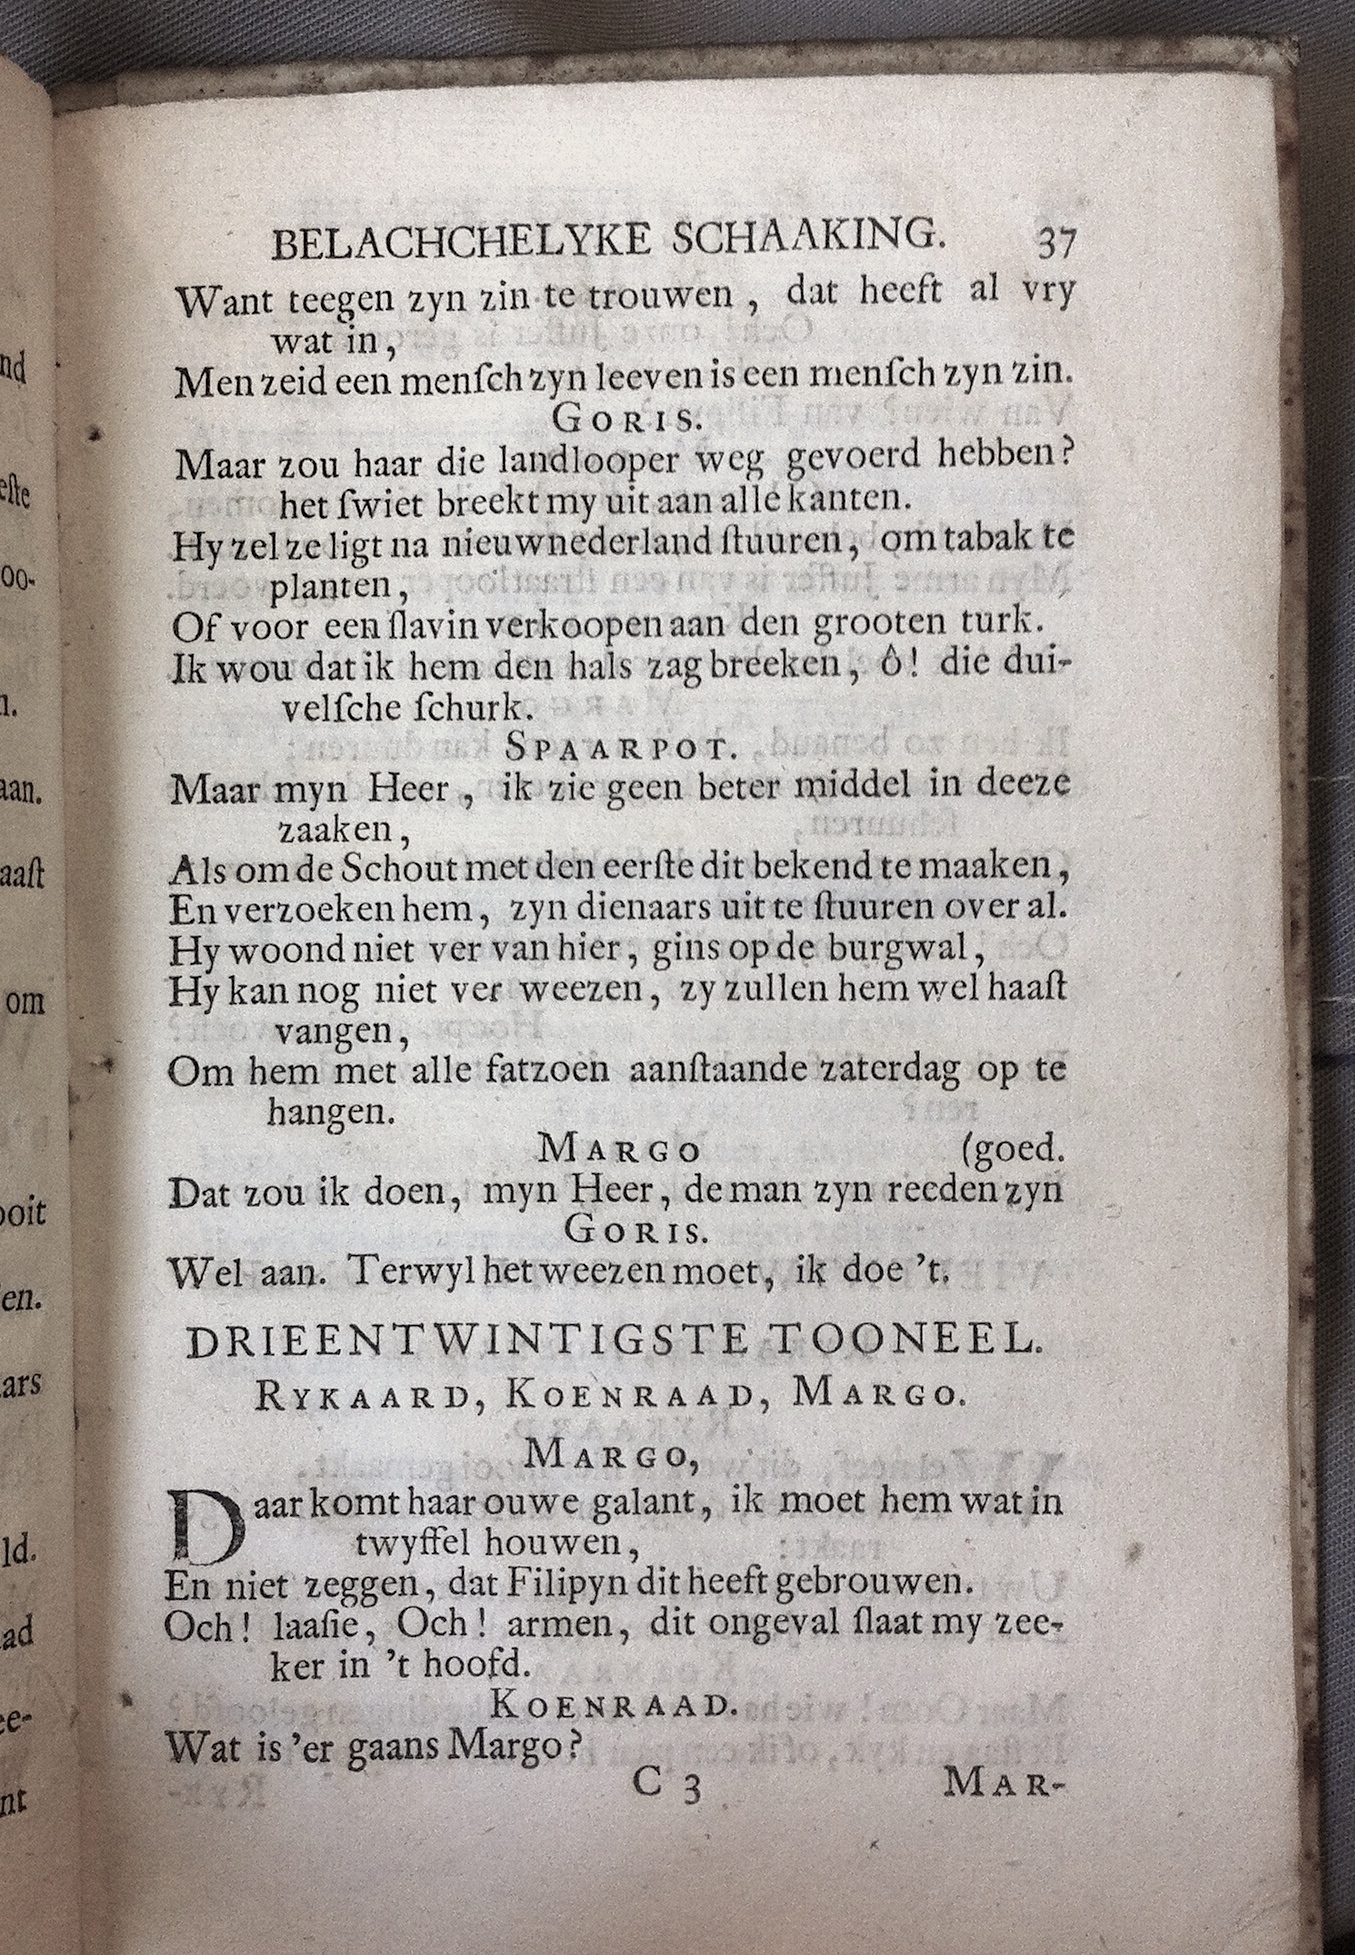 BELACHCHELYKE SCHAAKING. 37
Want teegen zyn zin te trouwen, dat heeft al vry
wat in,
Men zeid een menſch zyn leeven is een menſch zyn zin.
GORIS.
Maar zou haar die landlooper weg gevoerd hebben?
het ſwiet breekt my uit aan alle kanten.
Hy zel ze ligt na nieuwnederland ſtuuren, om tabak te
planten,
Of voor een ſlavin verkoopen aan den grooten turk.
Ik wou dat ik hem den hals zag breeken, ô! die dui-
velſche ſchurk.
SPAARPOT.
Maar myn Heer, ik zie geen beter middel in deeze
zaaken,
Als om de Schout met den eerſte dit bekend te maaken,
En verzoeken hem, zyn dienaars uit te ſtuuren over al.
Hy woond niet ver van hier, gins op de burgwal,
Hy kan nog niet ver weezen, zy zullen hem wel haaſt
vangen,
Om hem met alle fatzoen aanſtaande zaterdag op te
hangen.
MARGO (goed.
Dat zou ik doen, myn Heer, de man zyn reeden zyn
GORIS.
Wel aan. Terwyl het weezen moet, ik doe 't.
DRIEENTWINTIGSTE TOONEEL.
RYKAARD, KOENRAAD, MARGO.
MARGO,
Daar komt haar ouwe galant, ik moet hem wat in
twyffel houwen,
En niet zeggen, dat Filipyn dit heeft gebrouwen.
Och! laaſie, Och! armen, dit ongeval ſlaat my zee-
ker in 't hoofd.
KOENRAAD.
Wat is 'er gaans Margo?
C 3 MAR-